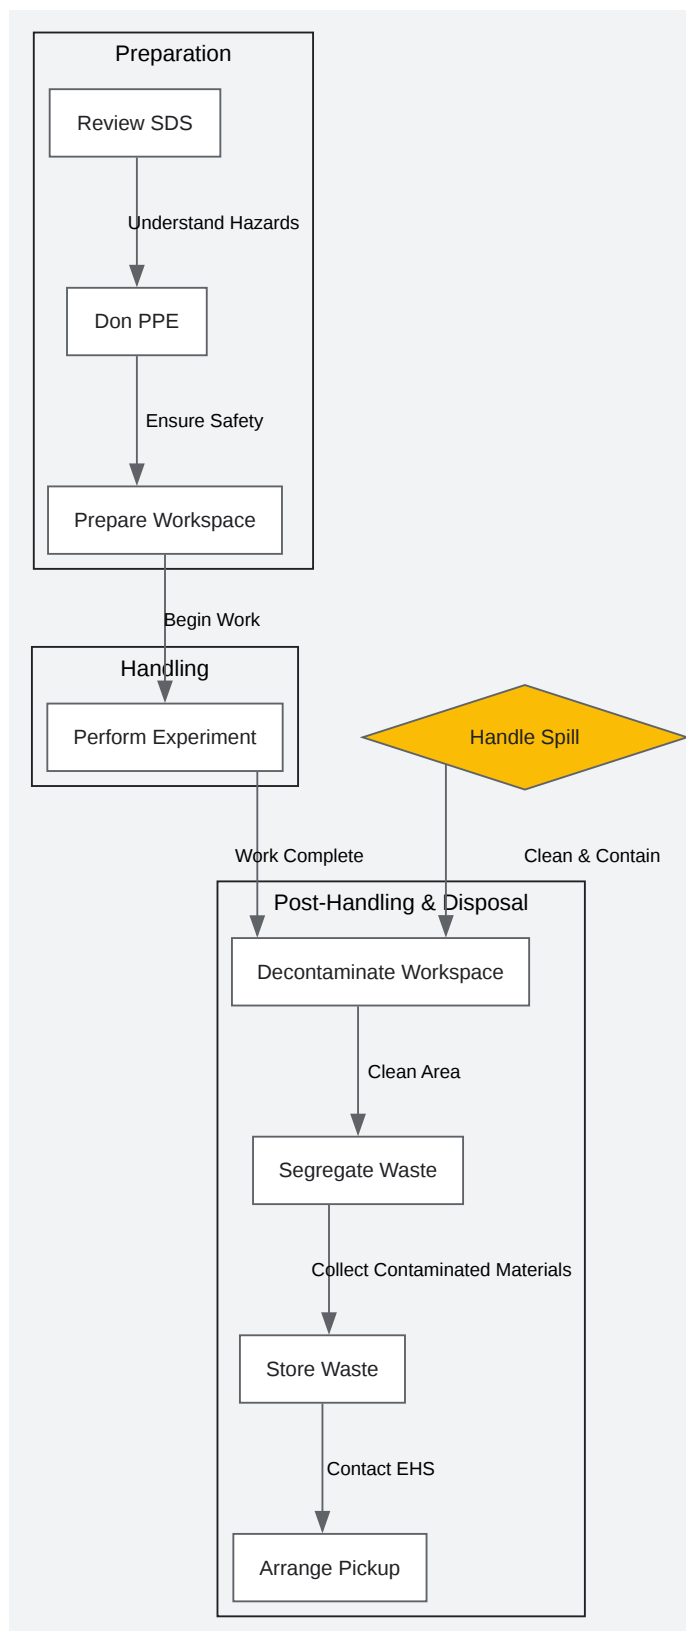 Preparation
Review SDS
Understand Hazards
Don PPE
Ensure Safety
Prepare Workspace
Begin Work
Handling
Perform Experiment
Handle Spill
Work Complete
Clean & Contain
Post-Handling & Disposal
Decontaminate Workspace
Clean Area
Segregate Waste
Collect Contaminated Materials
Store Waste
Contact EHS
Arrange Pickup